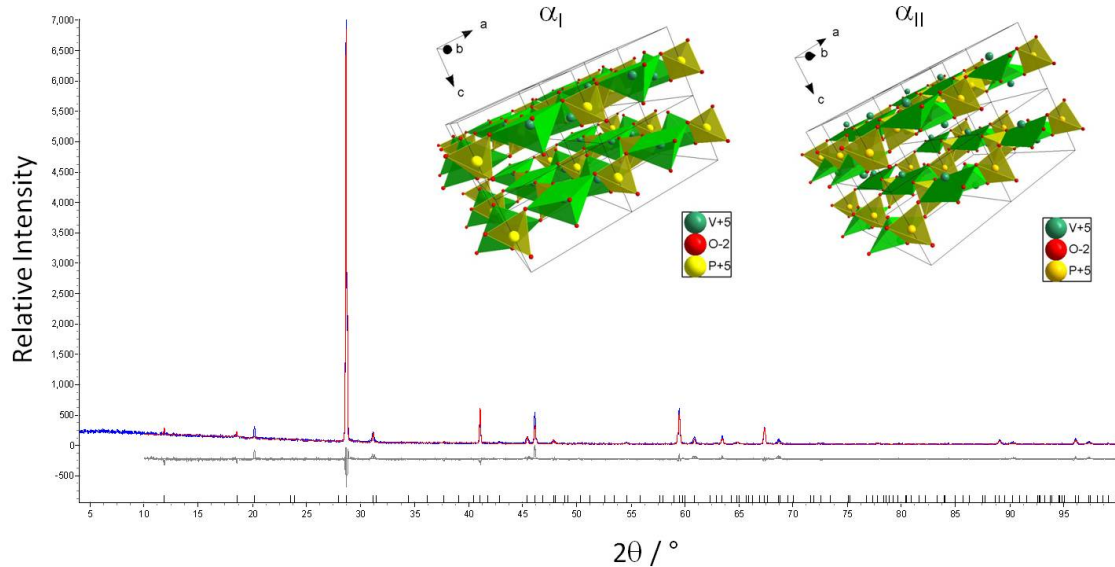 α_I
α_II
a
b
c
a
b
c
V+5
O-2
P+5
V+5
O-2
P+5
Relative Intensity
7,000
6,500
6,000
5,500
5,000
4,500
4,000
3,500
3,000
2,500
2,000
1,500
1,000
500
0
-500
5 10 15 20 25 30 35 40 45 50 55 60 65 70 75 80 85 90 95
2θ / °